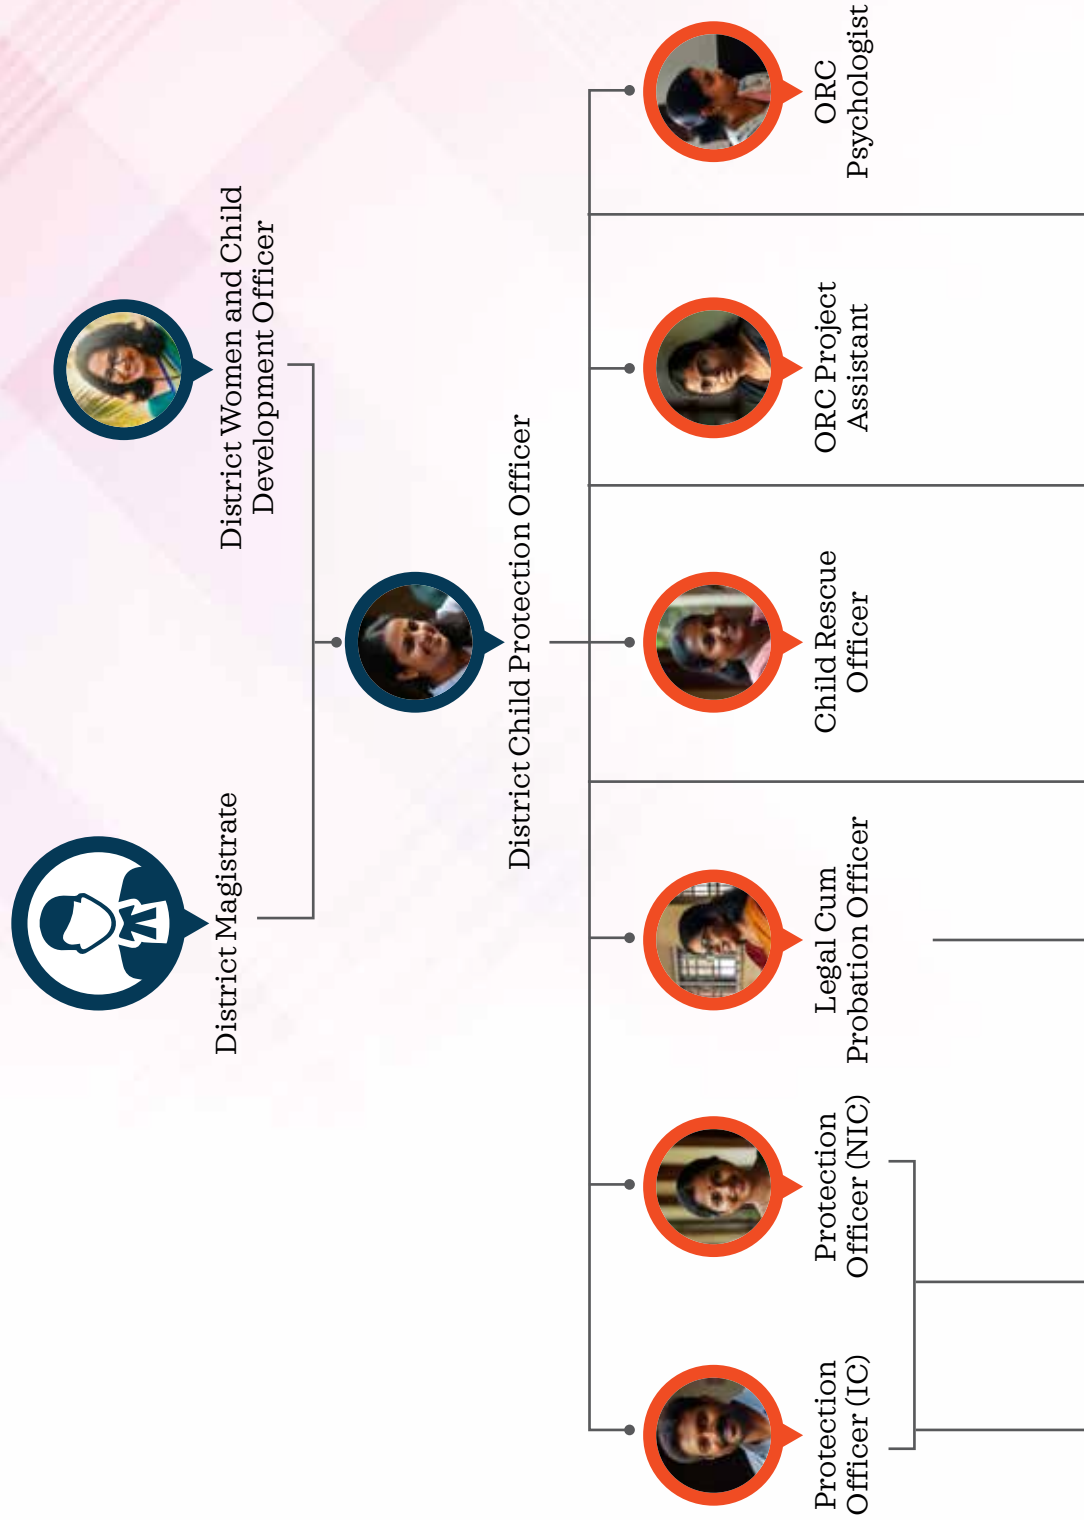 District Magistrate
District Women and Child
Development Officer
District Child Protection Officer
Protection
Officer (IC)
Protection
Officer (NIC)
Legal Cum
Probation Officer
Child Rescue
Officer
ORC Project
Assistant
ORC
Psychologist